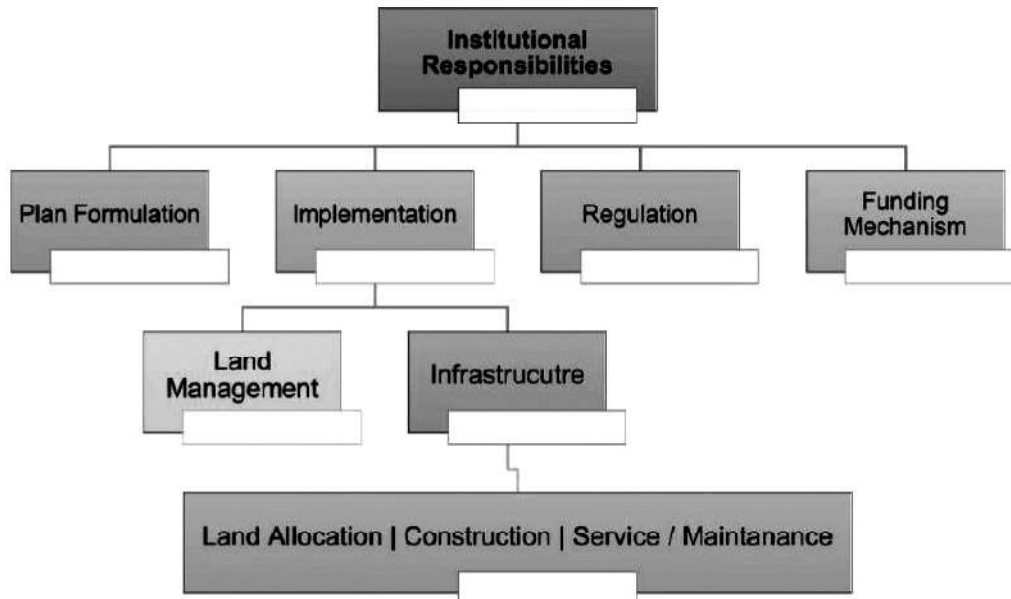 Institutional
Responsibilities
Plan Formulation
Implementation
Regulation
Funding
Mechanism
Land
Management
Infrastrucutre
Land Allocation | Construction | Service / Maintanance